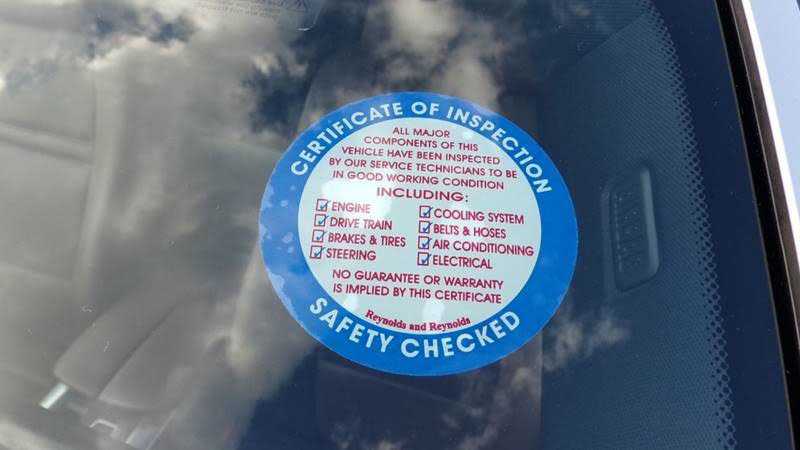 CERTIFICATE OF INSPECTION
ALL MAJOR
COMPONENTS OF THIS
VEHICLE HAVE BEEN INSPECTED
BY OUR SERVICE TECHNICIANS TO BE
IN GOOD WORKING CONDITION
INCLUDING:
ENGINE
DRIVE TRAIN
BRAKES & TIRES
STEERING
COOLING SYSTEM
BELTS & HOSES
AIR CONDITIONING
ELECTRICAL
NO GUARANTEE OR WARRANTY
IS IMPLIED BY THIS CERTIFICATE
Reynolds and Reynolds
SAFETY CHECKED